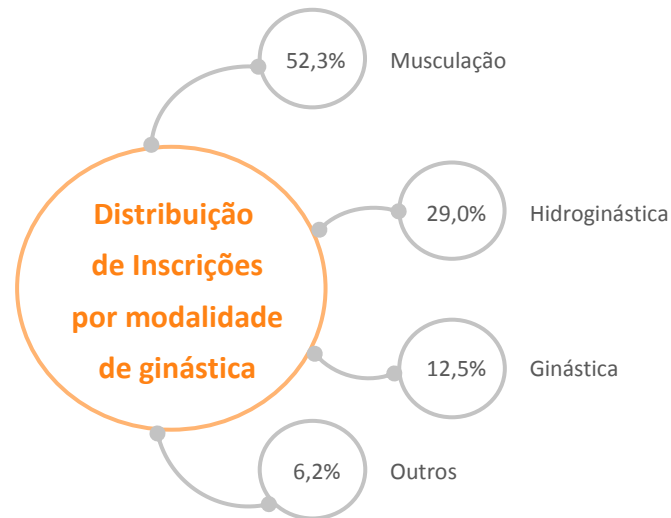 52,3% Musculação
Distribuição
de Inscrições
por modalidade
de ginástica
29,0% Hidroginástica
12,5% Ginástica
6,2% Outros